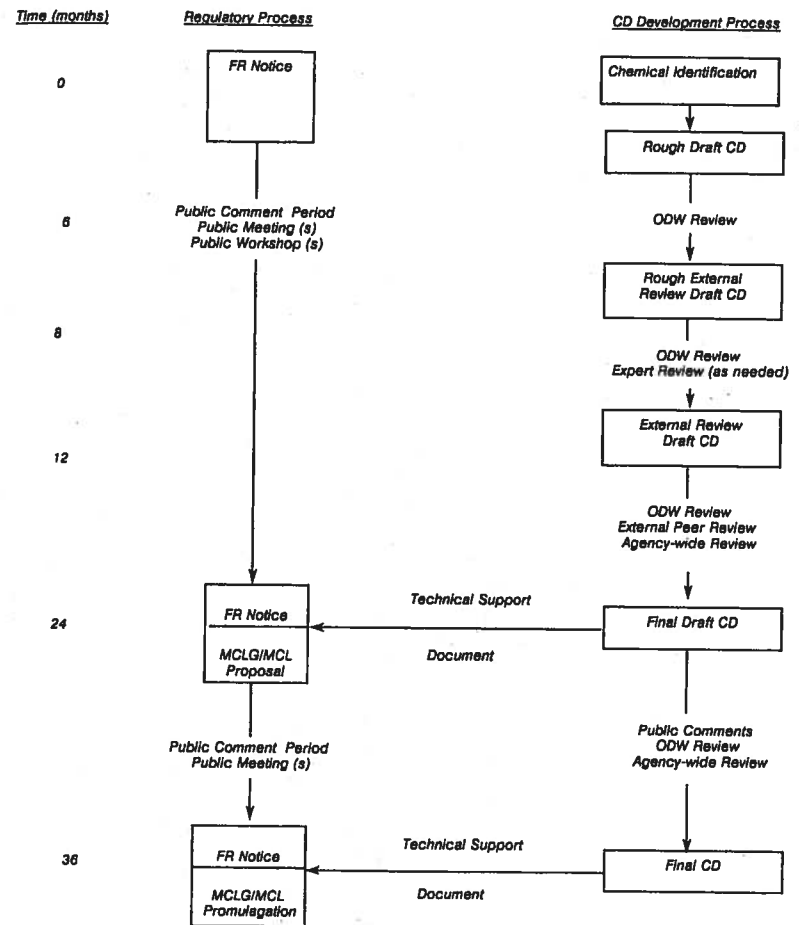 Time (months)
Regulatory Process
CD Development Process
0
FR Notice
Chemical Identification
Rough Draft CD
6
Public Comment Period
Public Meeting (s)
Public Workshop (s)
ODW Review
Rough External
Review Draft CD
8
ODW Review
Expert Review (as needed)
12
External Review
Draft CD
ODW Review
External Peer Review
Agency-wide Review
24
FR Notice
MCLG/MCL
Proposal
Technical Support
Document
Final Draft CD
Public Comment Period
Public Meeting (s)
Public Comments
ODW Review
Agency-wide Review
36
FR Notice
MCLG/MCL
Promulagation
Technical Support
Document
Final CD